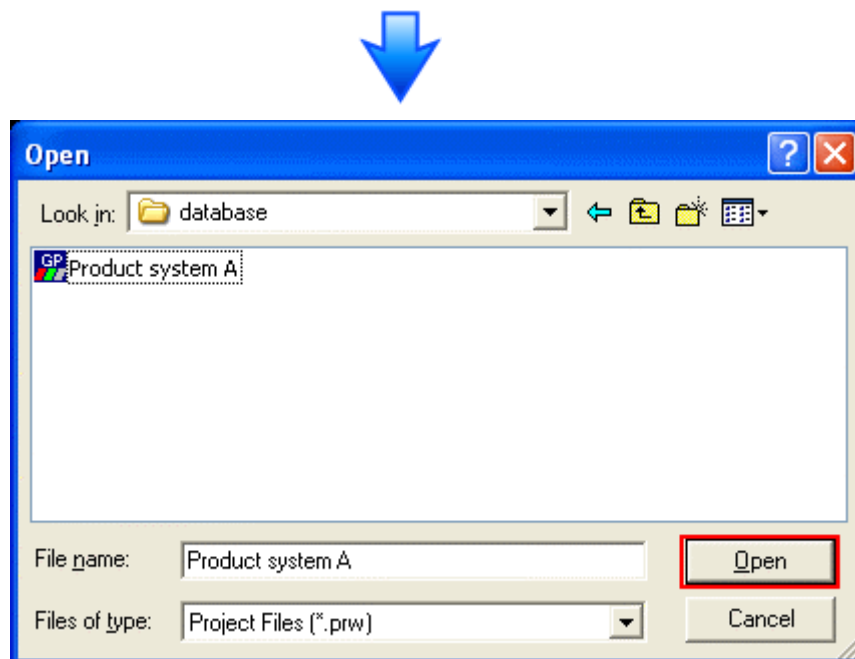 Open
Look in: database
GP Product system A
File name: Product system A Open
Files of type: Project Files (*.prw) Cancel